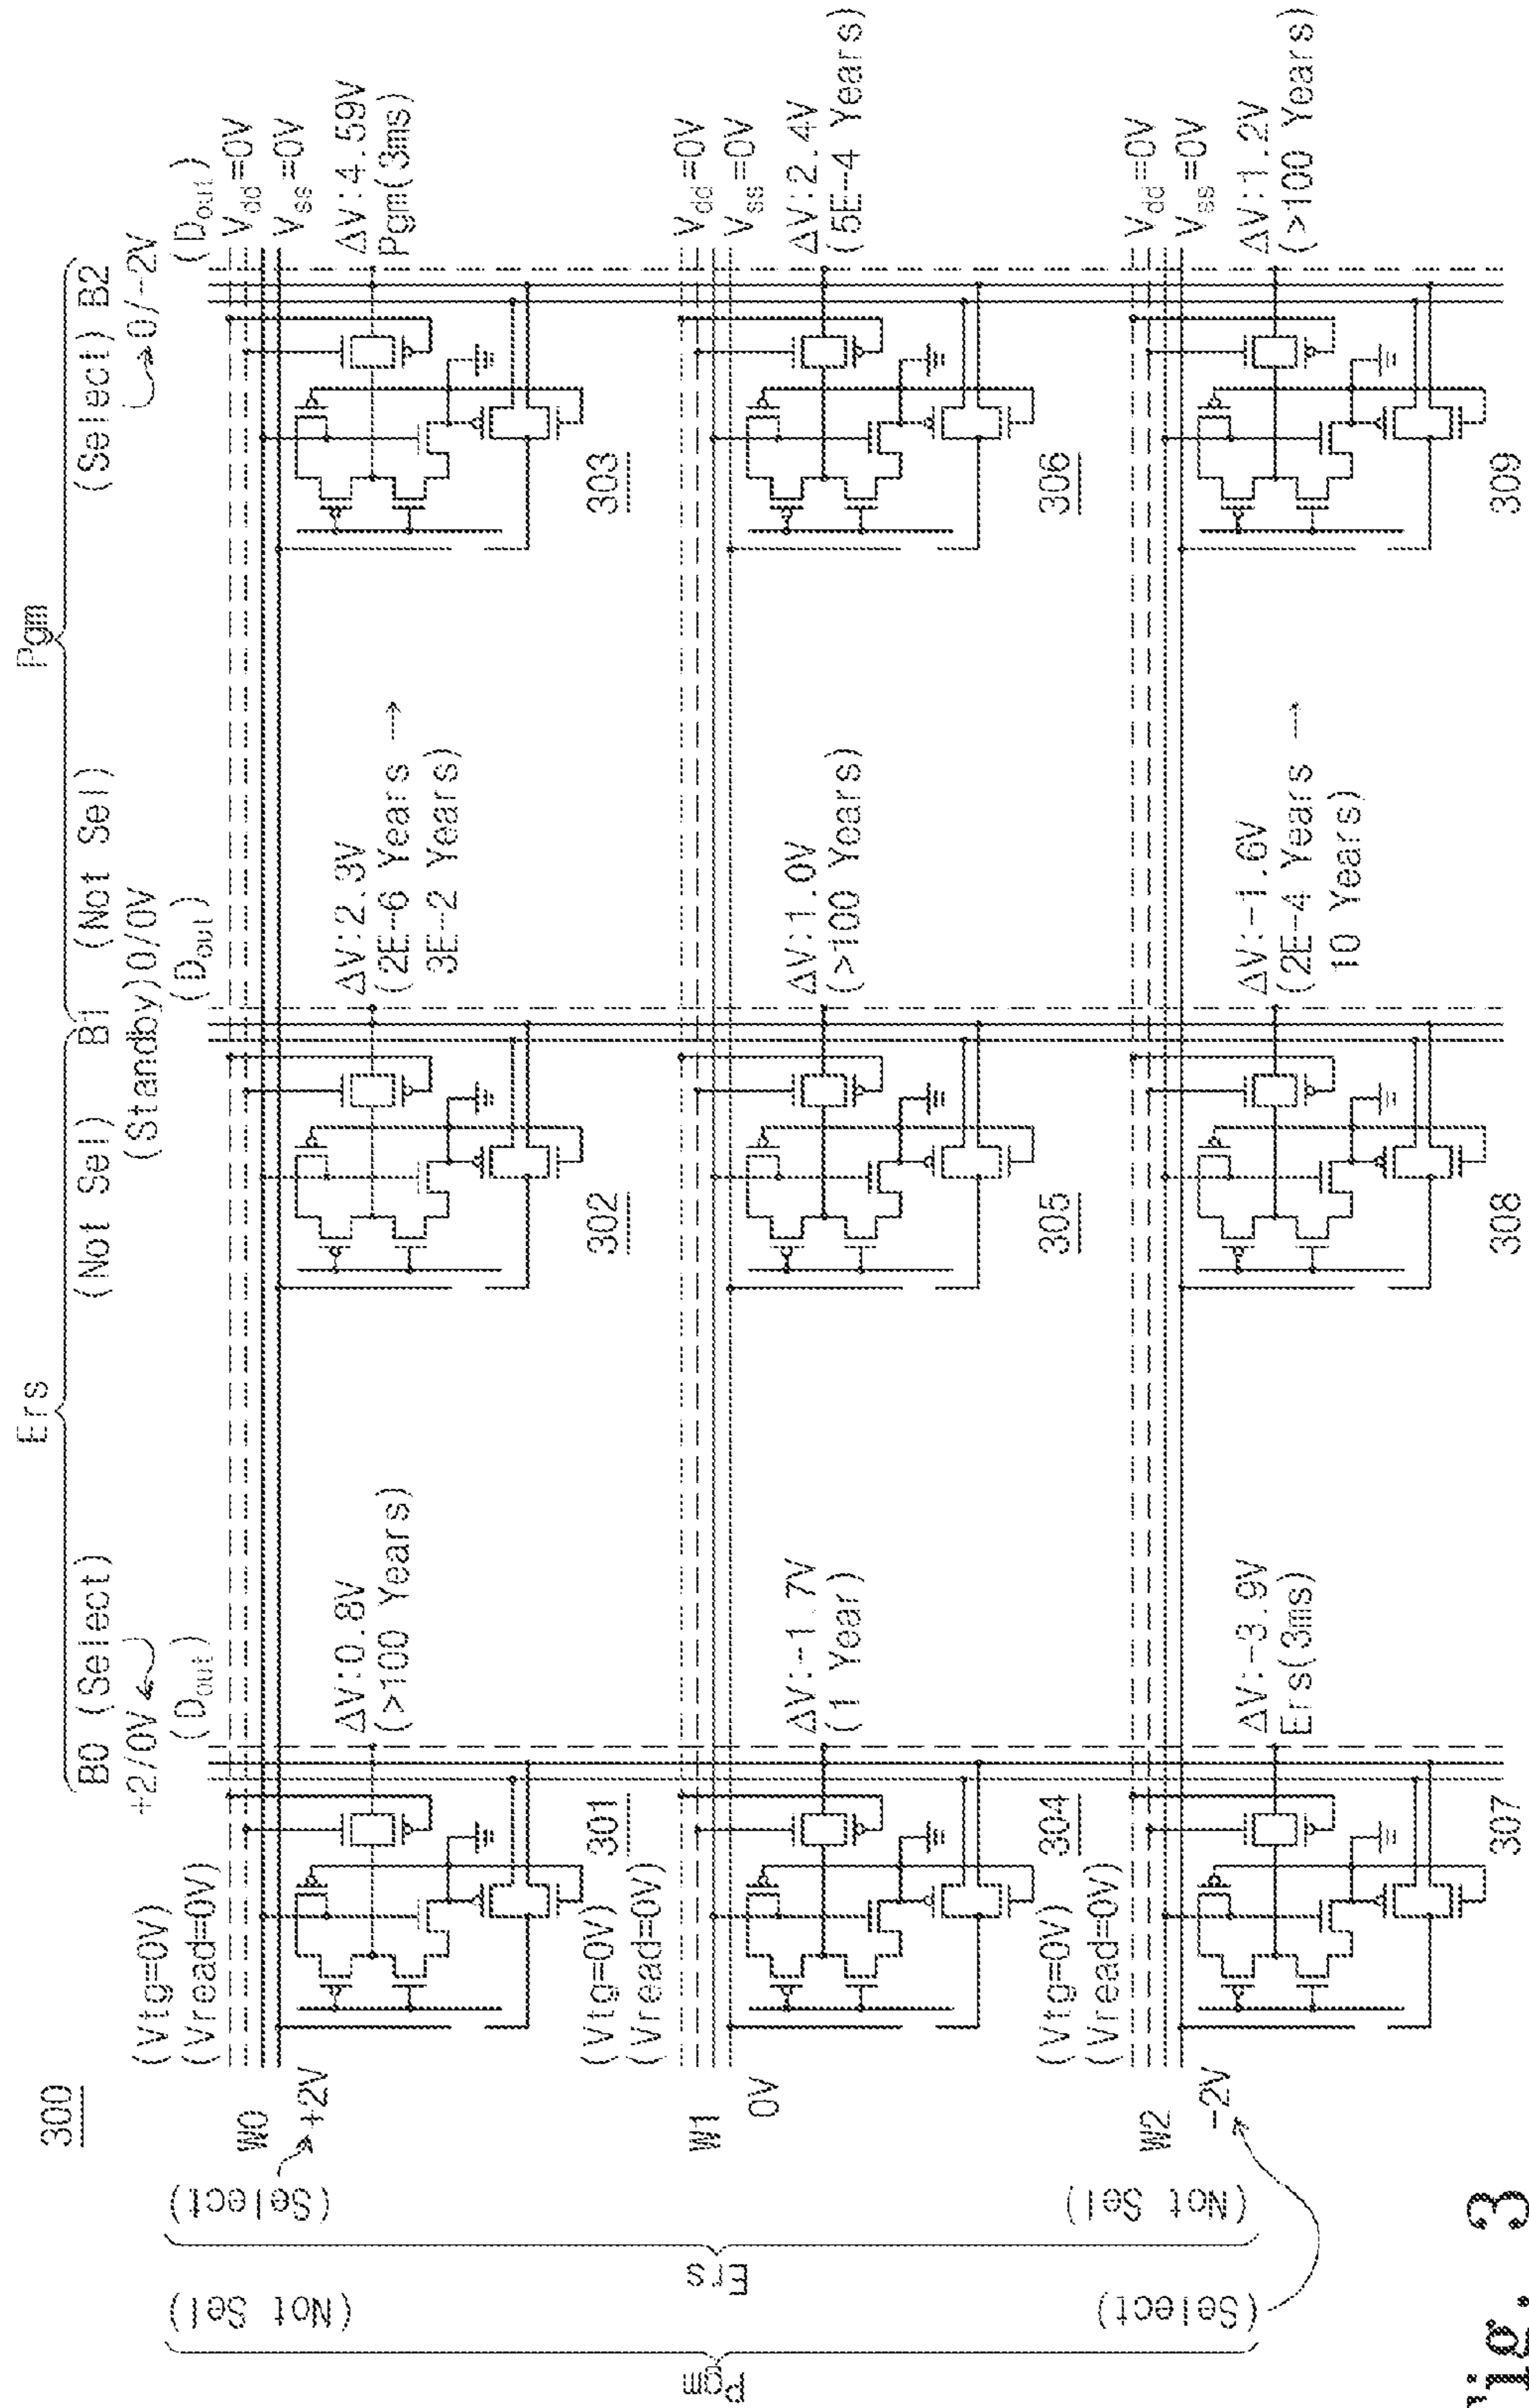 300
Ers
Pgm
B0 (Select)
+2/0V
(Dout)
(Not Sel) B1 (Not Sel)
(Standby)0/0V
(Dout)
(Select) B2
0/-2V
(Dout)
(Vtg=0V)
(Vread=0V)
Vdd=0V
Vss=0V
W0
+2V
(Select)
(Not Sel)
ΔV:0.8V
(>100 Years)
ΔV:2.3V
(2E-6 Years →
3E-2 Years)
ΔV:4.59V
Pgm(3ms)
301
302
303
(Vtg=0V)
(Vread=0V)
Vdd=0V
Vss=0V
W1
0V
Ers
Pgm
ΔV:-1.7V
(1 Year)
ΔV:1.0V
(>100 Years)
ΔV:2.4V
(5E-4 Years)
304
305
306
(Vtg=0V)
(Vread=0V)
Vdd=0V
Vss=0V
W2
-2V
(Not Sel)
(Select)
ΔV:-3.9V
Ers(3ms)
ΔV:-1.6V
(2E-4 Years →
10 Years)
ΔV:1.2V
(>100 Years)
307
308
309
Fig. 3